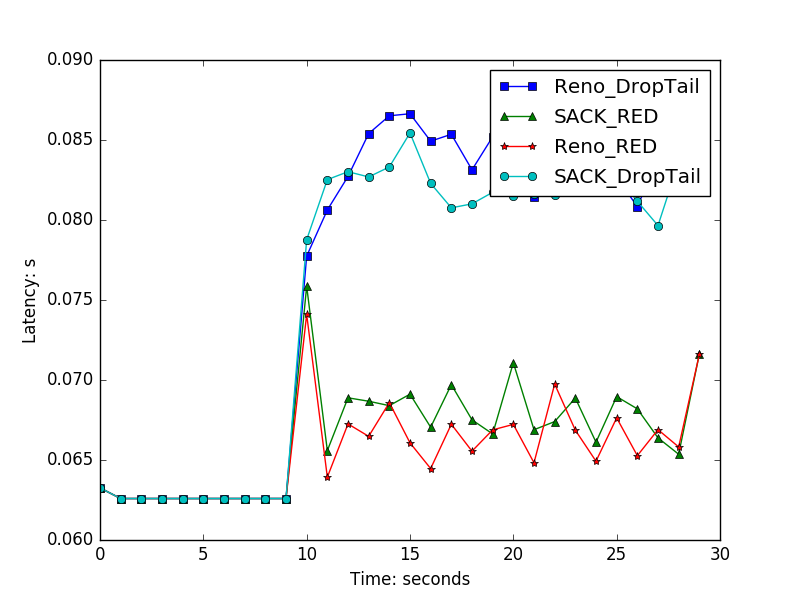 0.090
0.085
0.080
0.075
0.070
0.065
0.060
Latency: s
Reno_DropTail
SACK_RED
Reno_RED
SACK_DropTail
0 5 10 15 20 25 30
Time: seconds